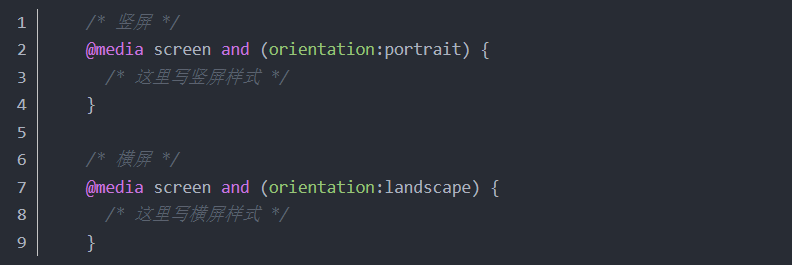 1 /* 竖屏 */
2 @media screen and (orientation:portrait) {
3 /* 这里写竖屏样式 */
4 }
5
6 /* 横屏 */
7 @media screen and (orientation:landscape) {
8 /* 这里写横屏样式 */
9 }